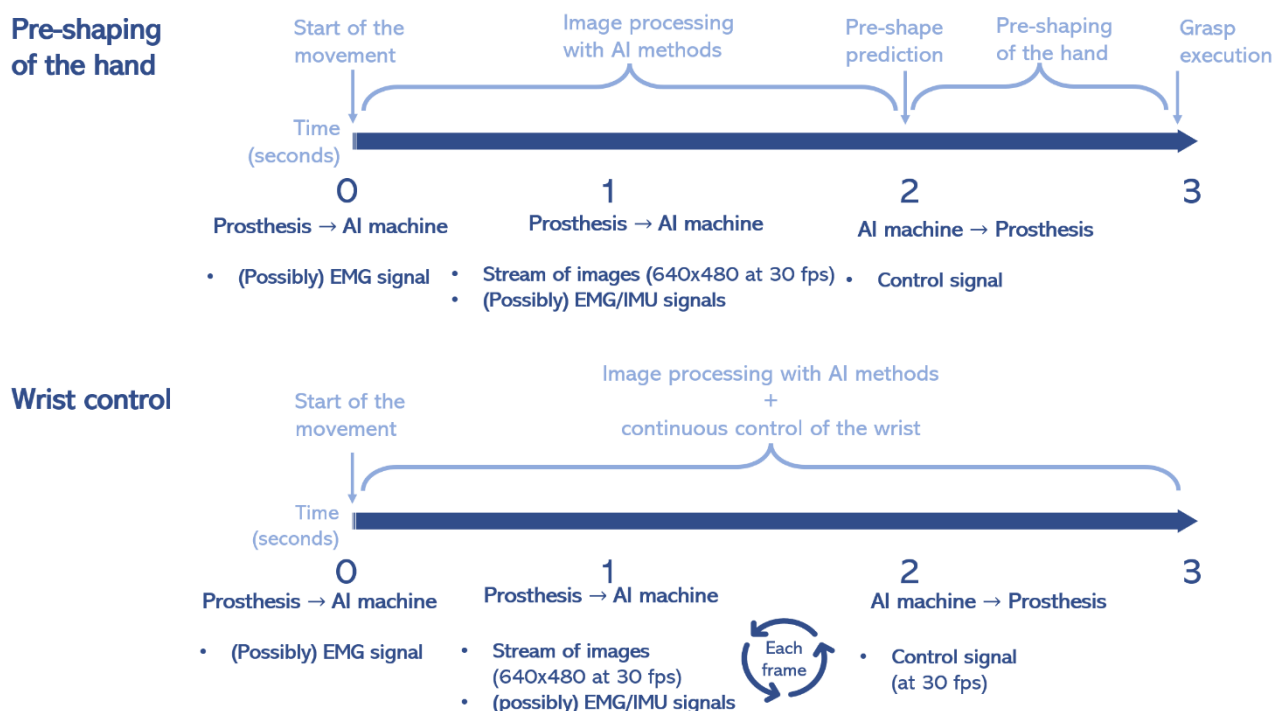 Pre-shaping
of the hand
Start of the
movement
Image processing
with AI methods
Pre-shape
prediction
Pre-shaping
of the hand
Grasp
execution
Time
(seconds)
0
1
2
3
Prosthesis → AI machine
Prosthesis → AI machine
AI machine → Prosthesis
• (Possibly) EMG signal
• Stream of images (640x480 at 30 fps)
• (Possibly) EMG/IMU signals
• Control signal
Wrist control
Start of the
movement
Image processing with AI methods
+
continuous control of the wrist
Time
(seconds)
0
1
2
3
Prosthesis → AI machine
Prosthesis → AI machine
AI machine → Prosthesis
• (Possibly) EMG signal
• Stream of images
(640x480 at 30 fps)
• (possibly) EMG/IMU signals
Each
frame
• Control signal
(at 30 fps)